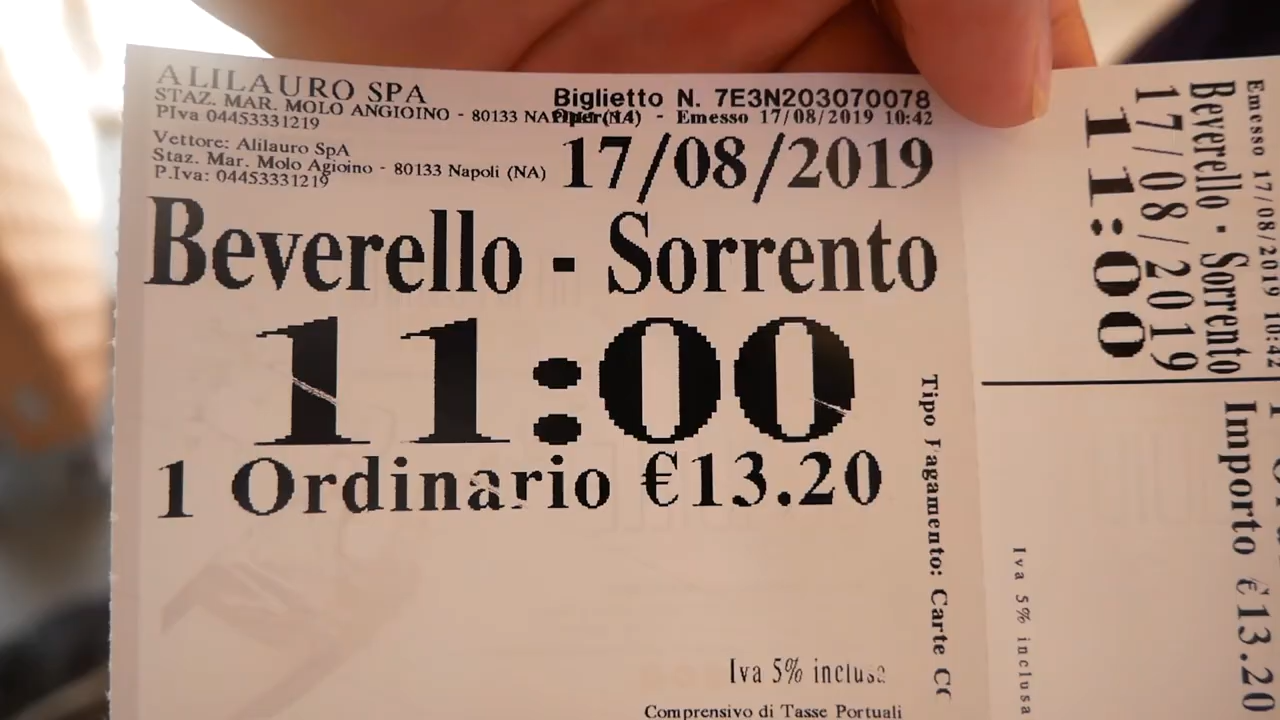 ALILAURO SPA
STAZ. MAR. MOLO ANGIOINO - 80133
PIva 04453331219
Vettore: Alilauro SpA
Staz. Mar. Molo Agioino - 80133 Napoli (NA)
P.Iva: 04453331219
Biglietto N. 7E3N203070078
- Emesso 17/08/2019 10:42
17/08/2019
Beverello - Sorrento
11:00
1 Ordinario €13.20
Tipo Pagamento: Carte
Iva 5% inclusa
Comprensivo di Tasse Portuali
Emesso 17/08/2019 10:42
Beverello - Sorrento
17/08/2019
11:00
Importo €13.20
Iva 5% inclusa